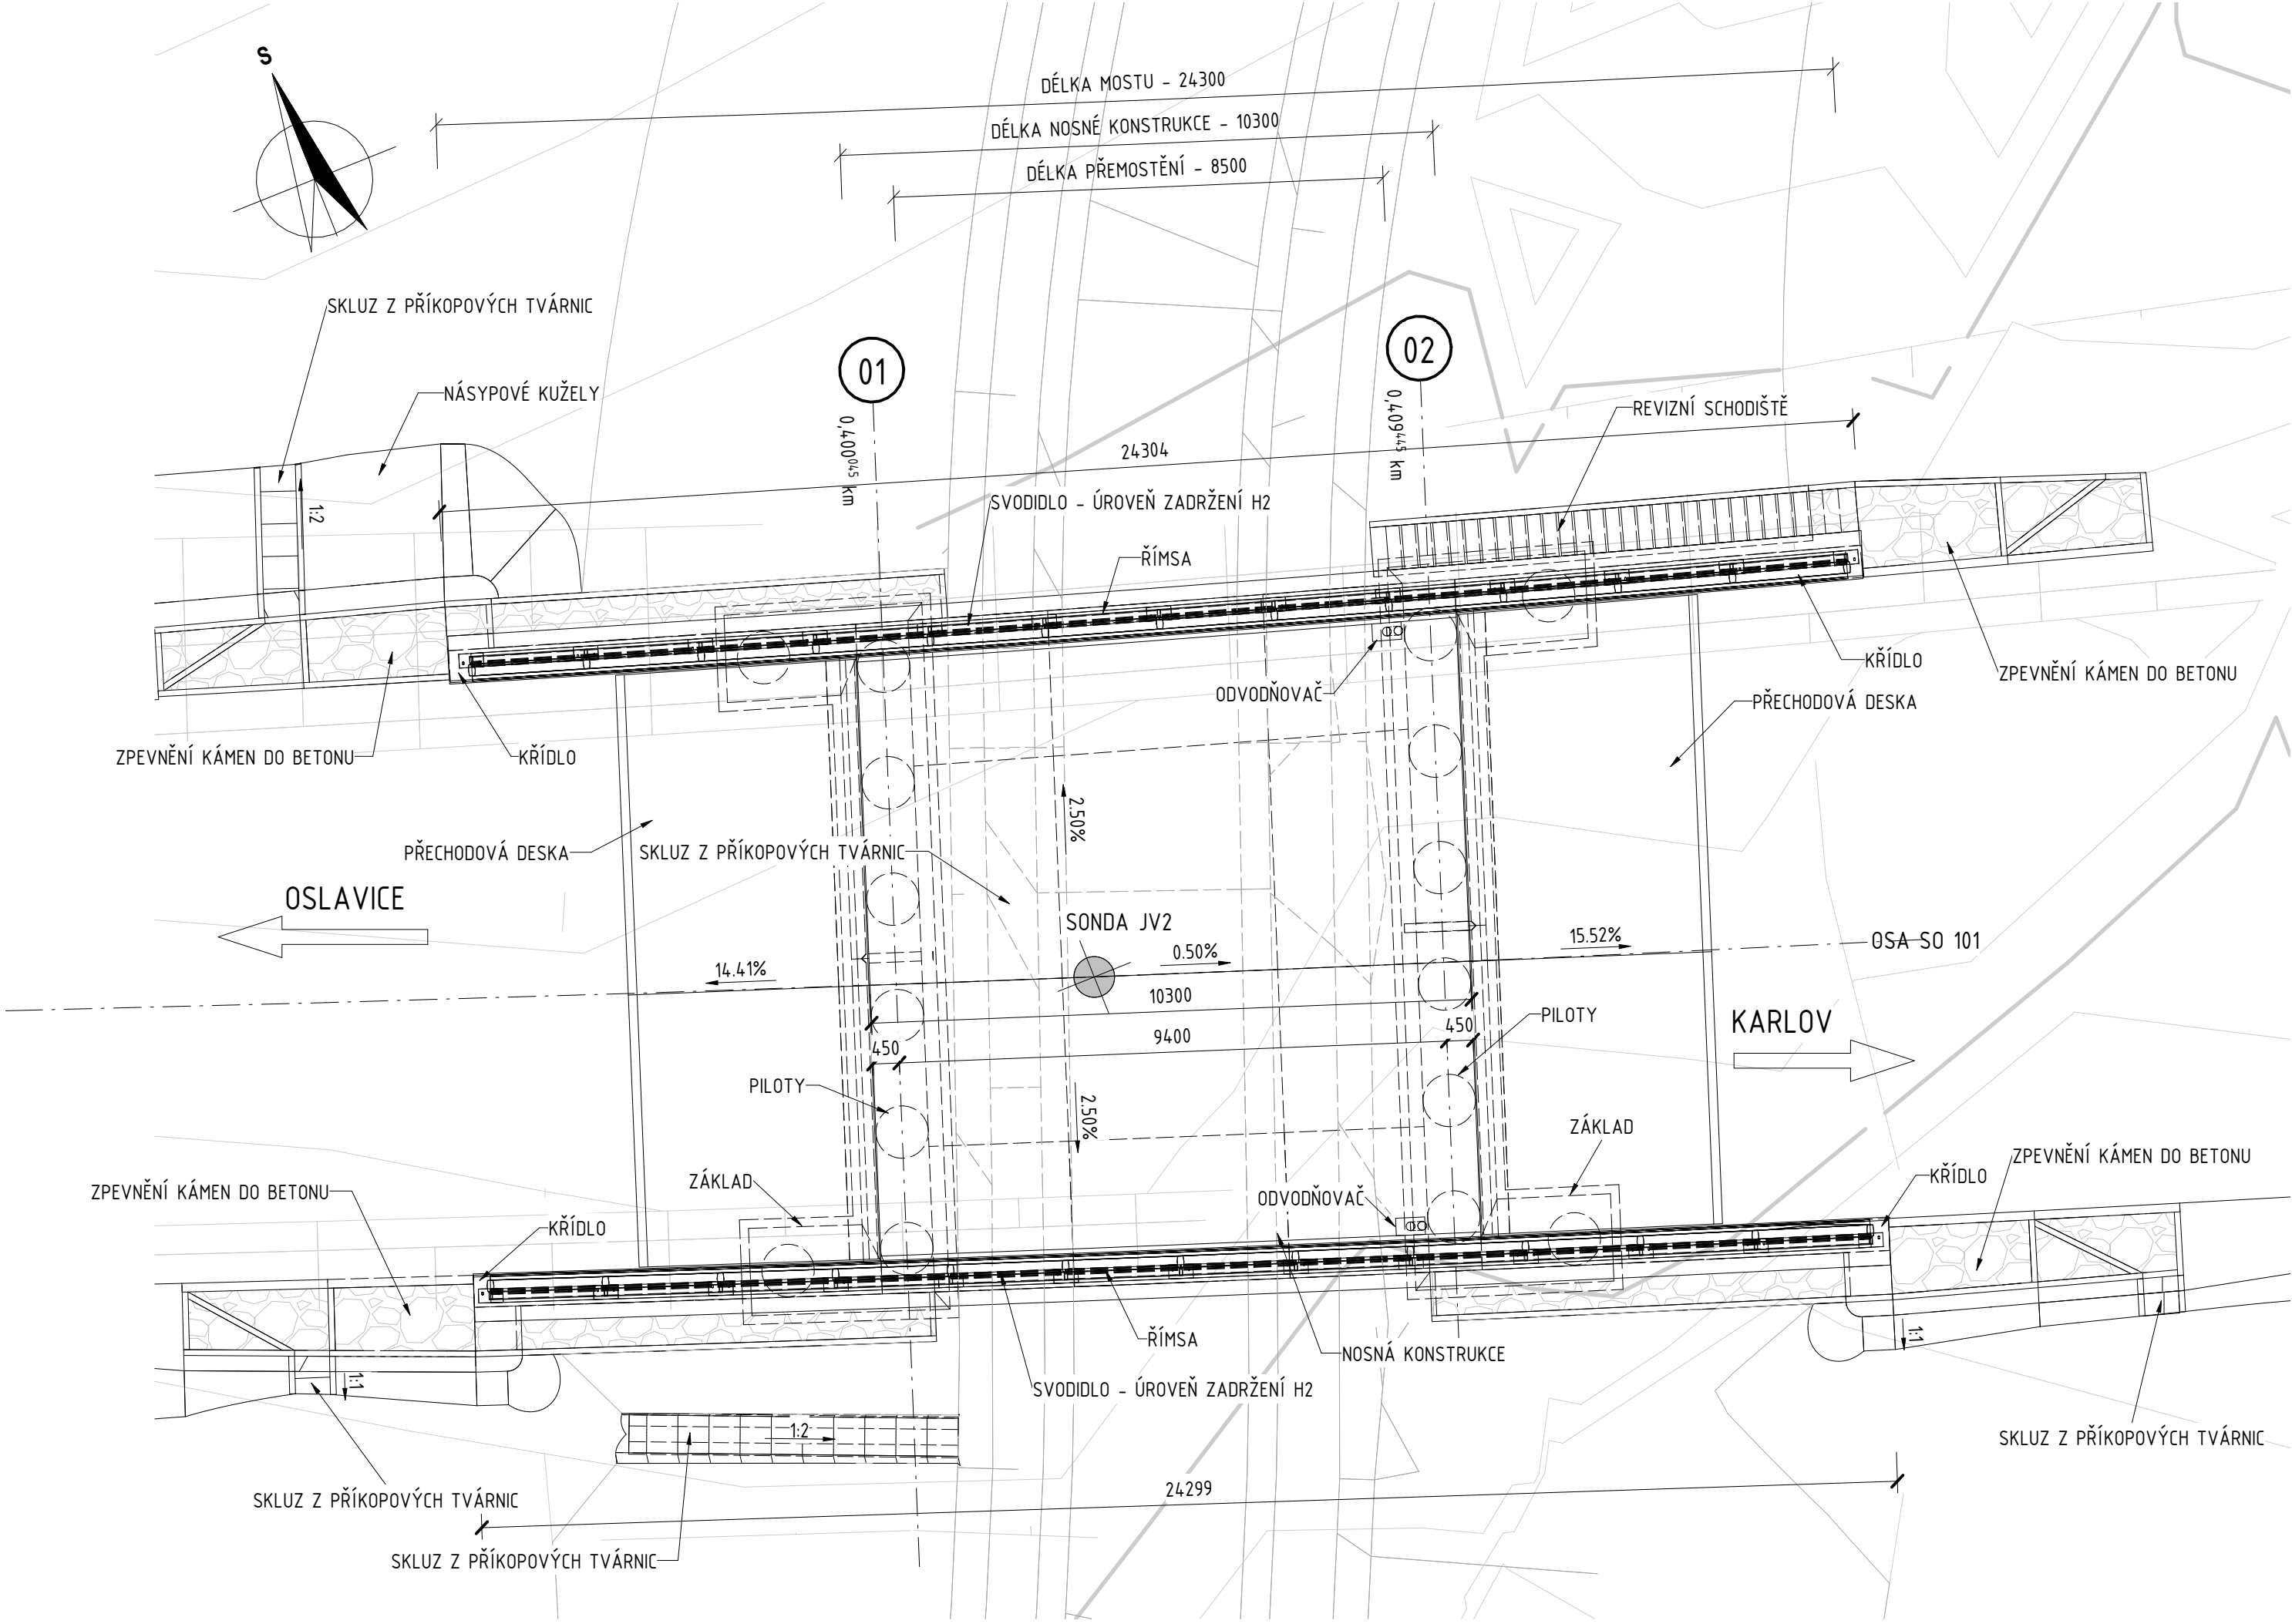 S
DÉLKA MOSTU - 24300
DÉLKA NOSNÉ KONSTRUKCE - 10300
DÉLKA PŘEMOSTĚNÍ - 8500
SKLUZ Z PŘÍKOPOVÝCH TVÁRNIC
01
02
NÁSYPOVÉ KUŽELY
REVIZNÍ SCHODIŠTĚ
0,400⁰⁴⁵ km
0,409⁴⁴⁵ km
24304
1:2
SVODIDLO - ÚROVEŇ ZADRŽENÍ H2
ŘÍMSA
KŘÍDLO
ZPEVNĚNÍ KÁMEN DO BETONU
ODVODŇOVAČ
PŘECHODOVÁ DESKA
ZPEVNĚNÍ KÁMEN DO BETONU
KŘÍDLO
2.50%
PŘECHODOVÁ DESKA
SKLUZ Z PŘÍKOPOVÝCH TVÁRNIC
OSLAVICE
SONDA JV2
15.52%
OSA SO 101
0.50%
14.41%
10300
PILOTY
KARLOV
450
9400
450
PILOTY
2.50%
ZÁKLAD
ZPEVNĚNÍ KÁMEN DO BETONU
KŘÍDLO
ZÁKLAD
ZPEVNĚNÍ KÁMEN DO BETONU
ODVODŇOVAČ
KŘÍDLO
ŘÍMSA
1:1
NOSNÁ KONSTRUKCE
1:1
SVODIDLO - ÚROVEŇ ZADRŽENÍ H2
1:2
SKLUZ Z PŘÍKOPOVÝCH TVÁRNIC
24299
SKLUZ Z PŘÍKOPOVÝCH TVÁRNIC
SKLUZ Z PŘÍKOPOVÝCH TVÁRNIC